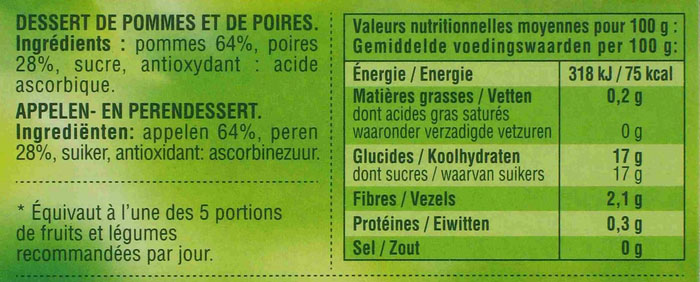 DESSERT DE POMMES ET DE POIRES.
Ingrédients : pommes 64%, poires
28%, sucre, antioxydant : acide
ascorbique.
APPELEN- EN PERENDESSERT.
Ingrediënten: appelen 64%, peren
28%, suiker, antioxidant: ascorbinezuur.
* Équivaut à l'une des 5 portions
de fruits et légumes
recommandées par jour.
Valeurs nutritionnelles moyennes pour 100 g :
Gemiddelde voedingswaarden per 100 g:
Énergie / Energie 318 kJ / 75 kcal
Matières grasses / Vetten 0,2 g
dont acides gras saturés
waaronder verzadigde vetzuren 0 g
Glucides / Koolhydraten 17 g
dont sucres / waarvan suikers 17 g
Fibres / Vezels 2,1 g
Protéines / Eiwitten 0,3 g
Sel / Zout 0 g